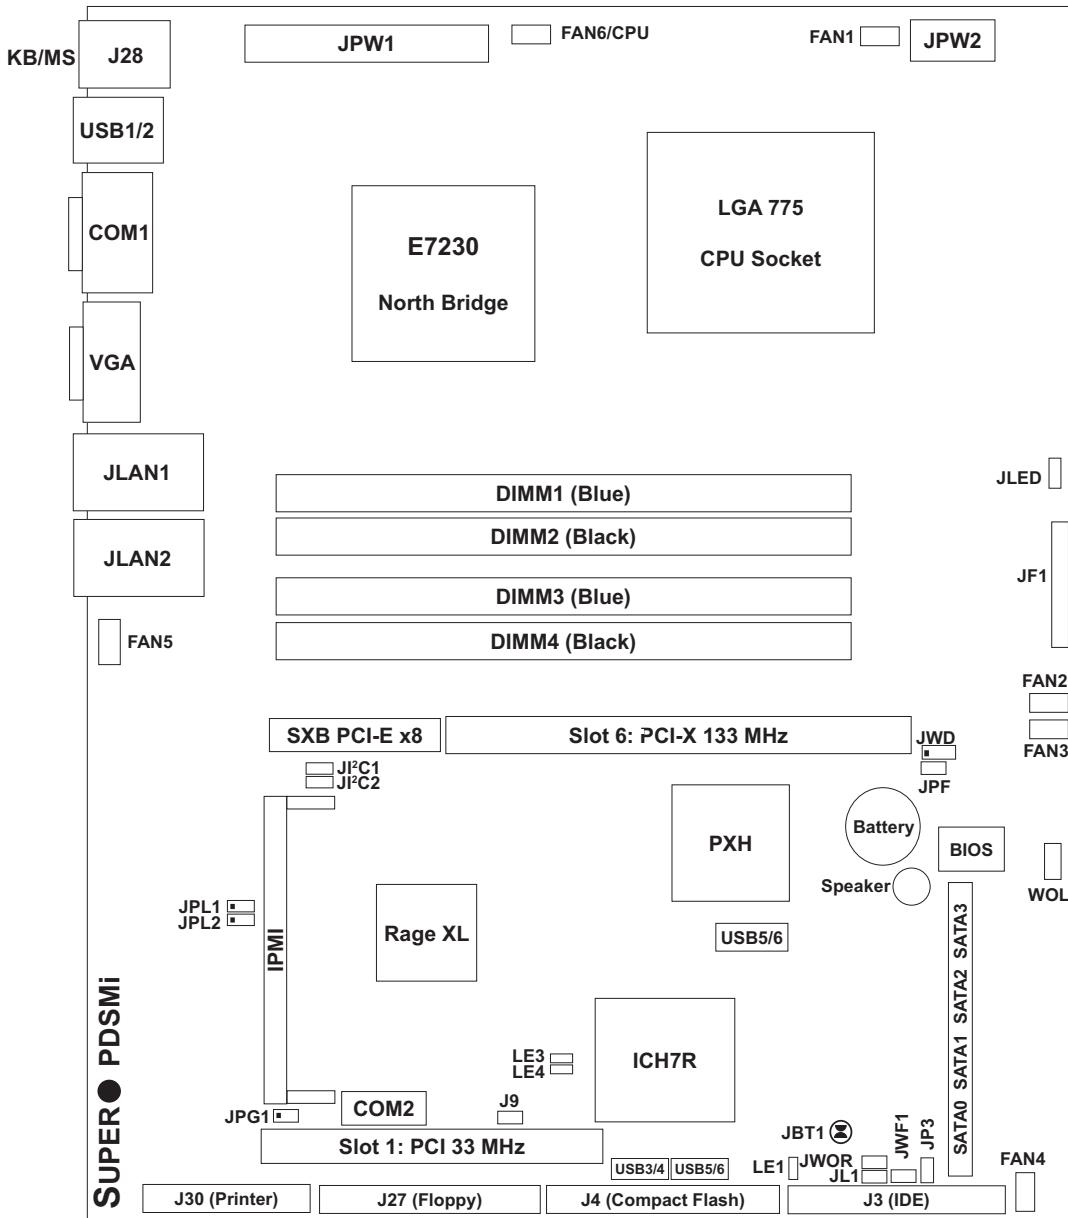 KB/MS
J28
JPW1
FAN6/CPU
FAN1
JPW2
USB1/2
COM1
E7230
North Bridge
LGA 775
CPU Socket
VGA
JLAN1
JLAN2
FAN5
DIMM1 (Blue)
DIMM2 (Black)
DIMM3 (Blue)
DIMM4 (Black)
JLED
JF1
FAN2
FAN3
SXB PCI-E x8
Slot 6: PCI-X 133 MHz
JWD
JPF
JI²C1
JI²C2
PXH
Battery
BIOS
Speaker
WOL
JPL1
JPL2
IPMI
Rage XL
USB5/6
SATA0 SATA1 SATA2 SATA3
SUPER● PDSMi
LE3
LE4
ICH7R
JPG1
COM2
J9
Slot 1: PCI 33 MHz
JBT1
JWF1
JP3
USB3/4
USB5/6
LE1
JWOR
JL1
FAN4
J30 (Printer)
J27 (Floppy)
J4 (Compact Flash)
J3 (IDE)